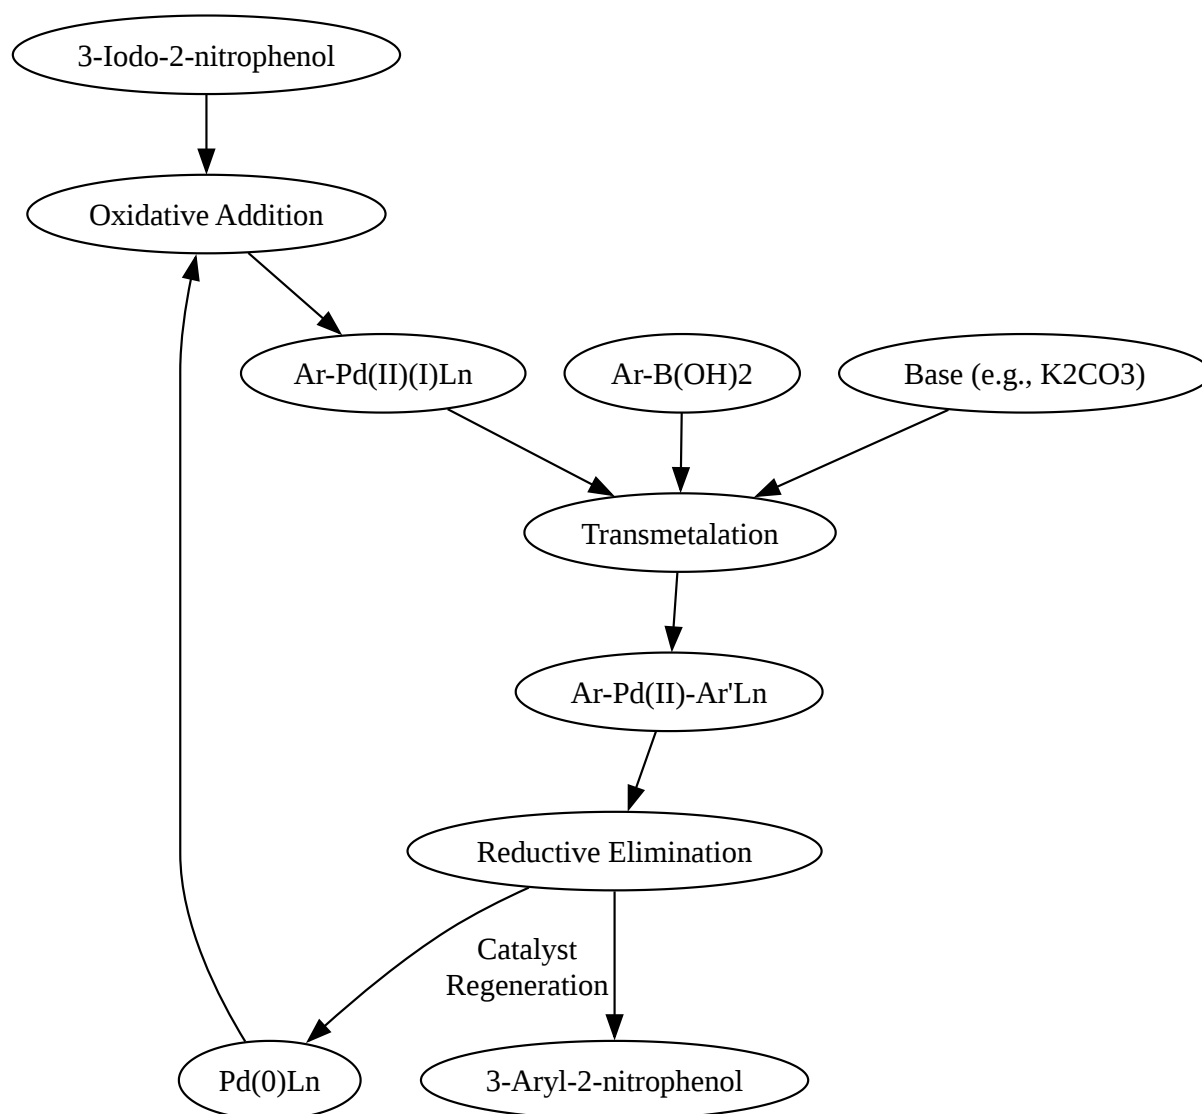 3-Iodo-2-nitrophenol
Oxidative Addition
Ar-Pd(II)(I)Ln
Ar-B(OH)2
Base (e.g., K2CO3)
Transmetalation
Ar-Pd(II)-Ar'Ln
Reductive Elimination
Catalyst
Regeneration
Pd(0)Ln
3-Aryl-2-nitrophenol